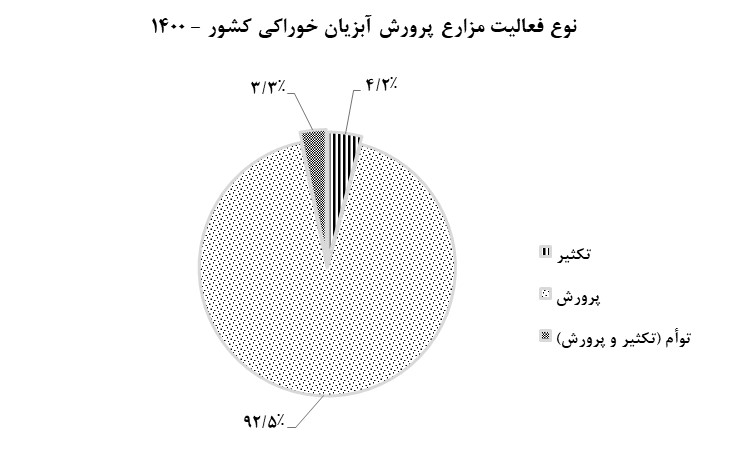 نوع فعالیت مزارع پرورش آبزیان خوراکی کشور – ۱۴۰۰
۴/۲٪
۳/۳٪
تکثیر
پرورش
توأم (تکثیر و پرورش)
۹۲/۵٪